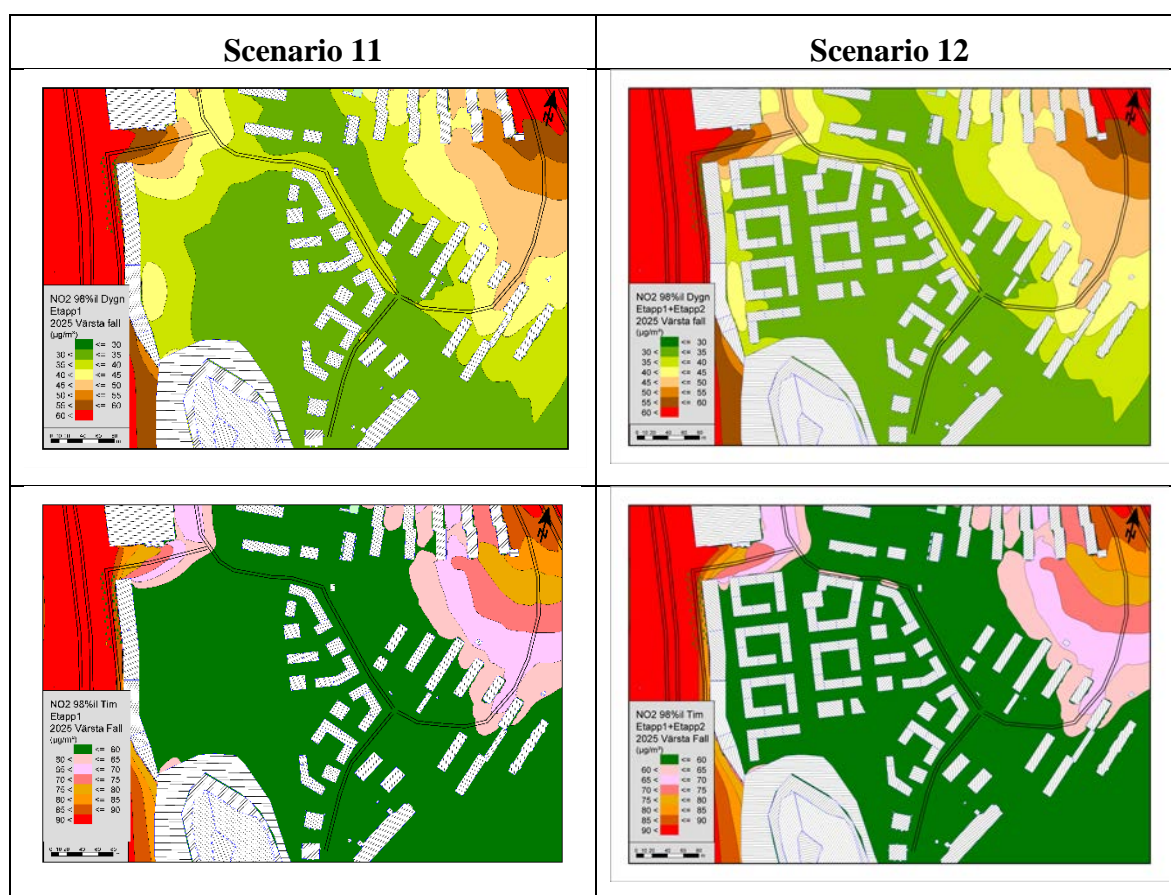 Scenario 11
Scenario 12
NO2 98%il Dygn
Etapp1
2025 Värsta fall
(µg/m³)
<= 30
30 < <= 35
35 < <= 40
40 < <= 45
45 < <= 50
50 < <= 55
55 < <= 60
60 <
NO2 98%il Dygn
Etapp1+Etapp2
2025 Värsta fall
(µg/m³)
<= 30
30 < <= 35
35 < <= 40
40 < <= 45
45 < <= 50
50 < <= 55
55 < <= 60
60 <
NO2 98%il Tim
Etapp1
2025 Värsta Fall
(µg/m³)
<= 60
60 < <= 65
65 < <= 70
70 < <= 75
75 < <= 80
80 < <= 85
85 < <= 90
90 <
NO2 98%il Tim
Etapp1+Etapp2
2025 Värsta Fall
(µg/m³)
<= 60
60 < <= 65
65 < <= 70
70 < <= 75
75 < <= 80
80 < <= 85
85 < <= 90
90 <